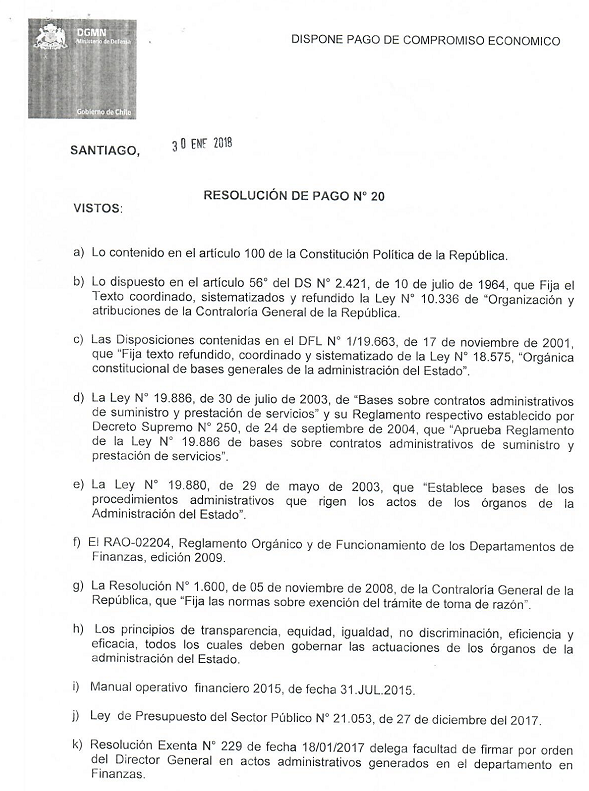 DGMN
Ministerio de Defensa
Gobierno de Chile
DISPONE PAGO DE COMPROMISO ECONOMICO
SANTIAGO, 30 ENE 2018
RESOLUCIÓN DE PAGO N° 20
VISTOS:
a) Lo contenido en el artículo 100 de la Constitución Política de la República.
b) Lo dispuesto en el artículo 56° del DS N° 2.421, de 10 de julio de 1964, que Fija el
Texto coordinado, sistematizados y refundido la Ley N° 10.336 de “Organización y
atribuciones de la Contraloría General de la República.
c) Las Disposiciones contenidas en el DFL N° 1/19.663, de 17 de noviembre de 2001,
que “Fija texto refundido, coordinado y sistematizado de la Ley N° 18.575, “Orgánica
constitucional de bases generales de la administración del Estado”.
d) La Ley N° 19.886, de 30 de julio de 2003, de “Bases sobre contratos administrativos
de suministro y prestación de servicios” y su Reglamento respectivo establecido por
Decreto Supremo N° 250, de 24 de septiembre de 2004, que “Aprueba Reglamento
de la Ley N° 19.886 de bases sobre contratos administrativos de suministro y
prestación de servicios”.
e) La Ley N° 19.880, de 29 de mayo de 2003, que “Establece bases de los
procedimientos administrativos que rigen los actos de los órganos de la
Administración del Estado”.
f) El RAO-02204, Reglamento Orgánico y de Funcionamiento de los Departamentos de
Finanzas, edición 2009.
g) La Resolución N° 1.600, de 05 de noviembre de 2008, de la Contraloria General de la
República, que “Fija las normas sobre exención del trámite de toma de razón”.
h) Los principios de transparencia, equidad, igualdad, no discriminación, eficiencia y
eficacia, todos los cuales deben gobernar las actuaciones de los órganos de la
administración del Estado.
i) Manual operativo financiero 2015, de fecha 31.JUL.2015.
j) Ley de Presupuesto del Sector Público N° 21.053, de 27 de diciembre del 2017.
k) Resolución Exenta N° 229 de fecha 18/01/2017 delega facultad de firmar por orden
del Director General en actos administrativos generados en el departamento en
Finanzas.